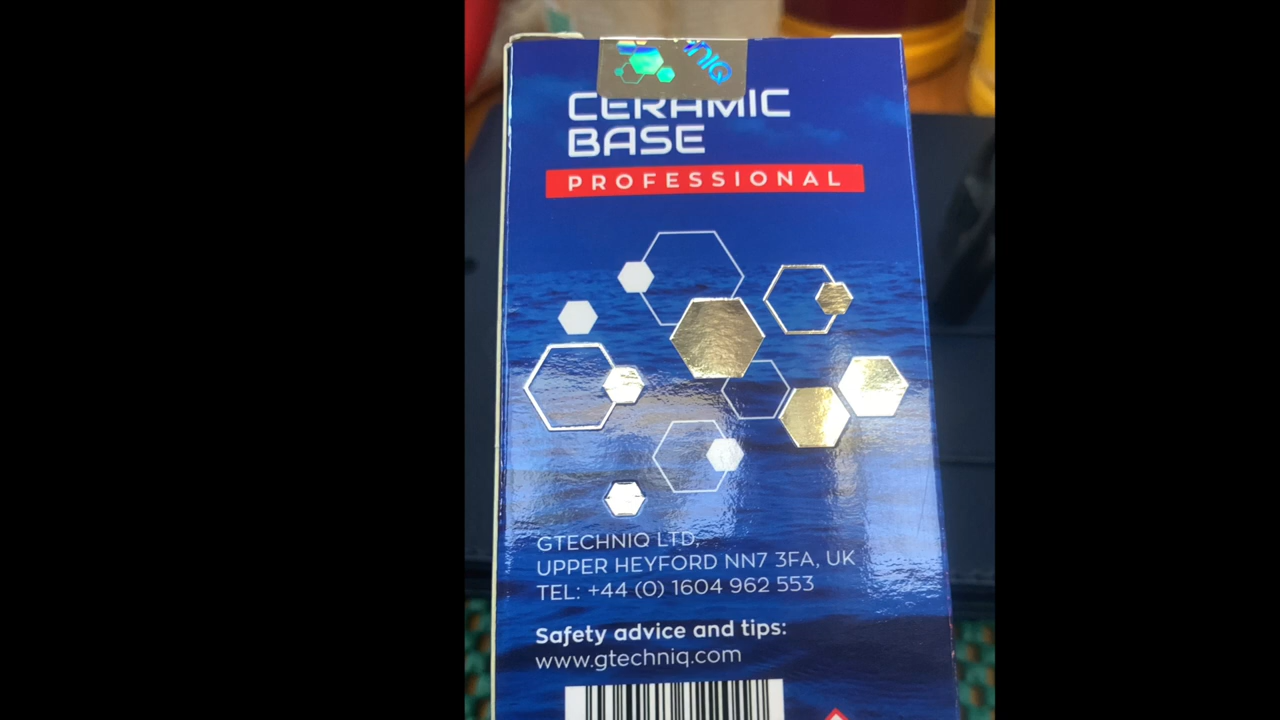 CERAMIC
BASE
PROFESSIONAL
GTECHNIQ LTD,
UPPER HEYFORD NN7 3FA, UK
TEL: +44 (0) 1604 962 553
Safety advice and tips:
www.gtechniq.com